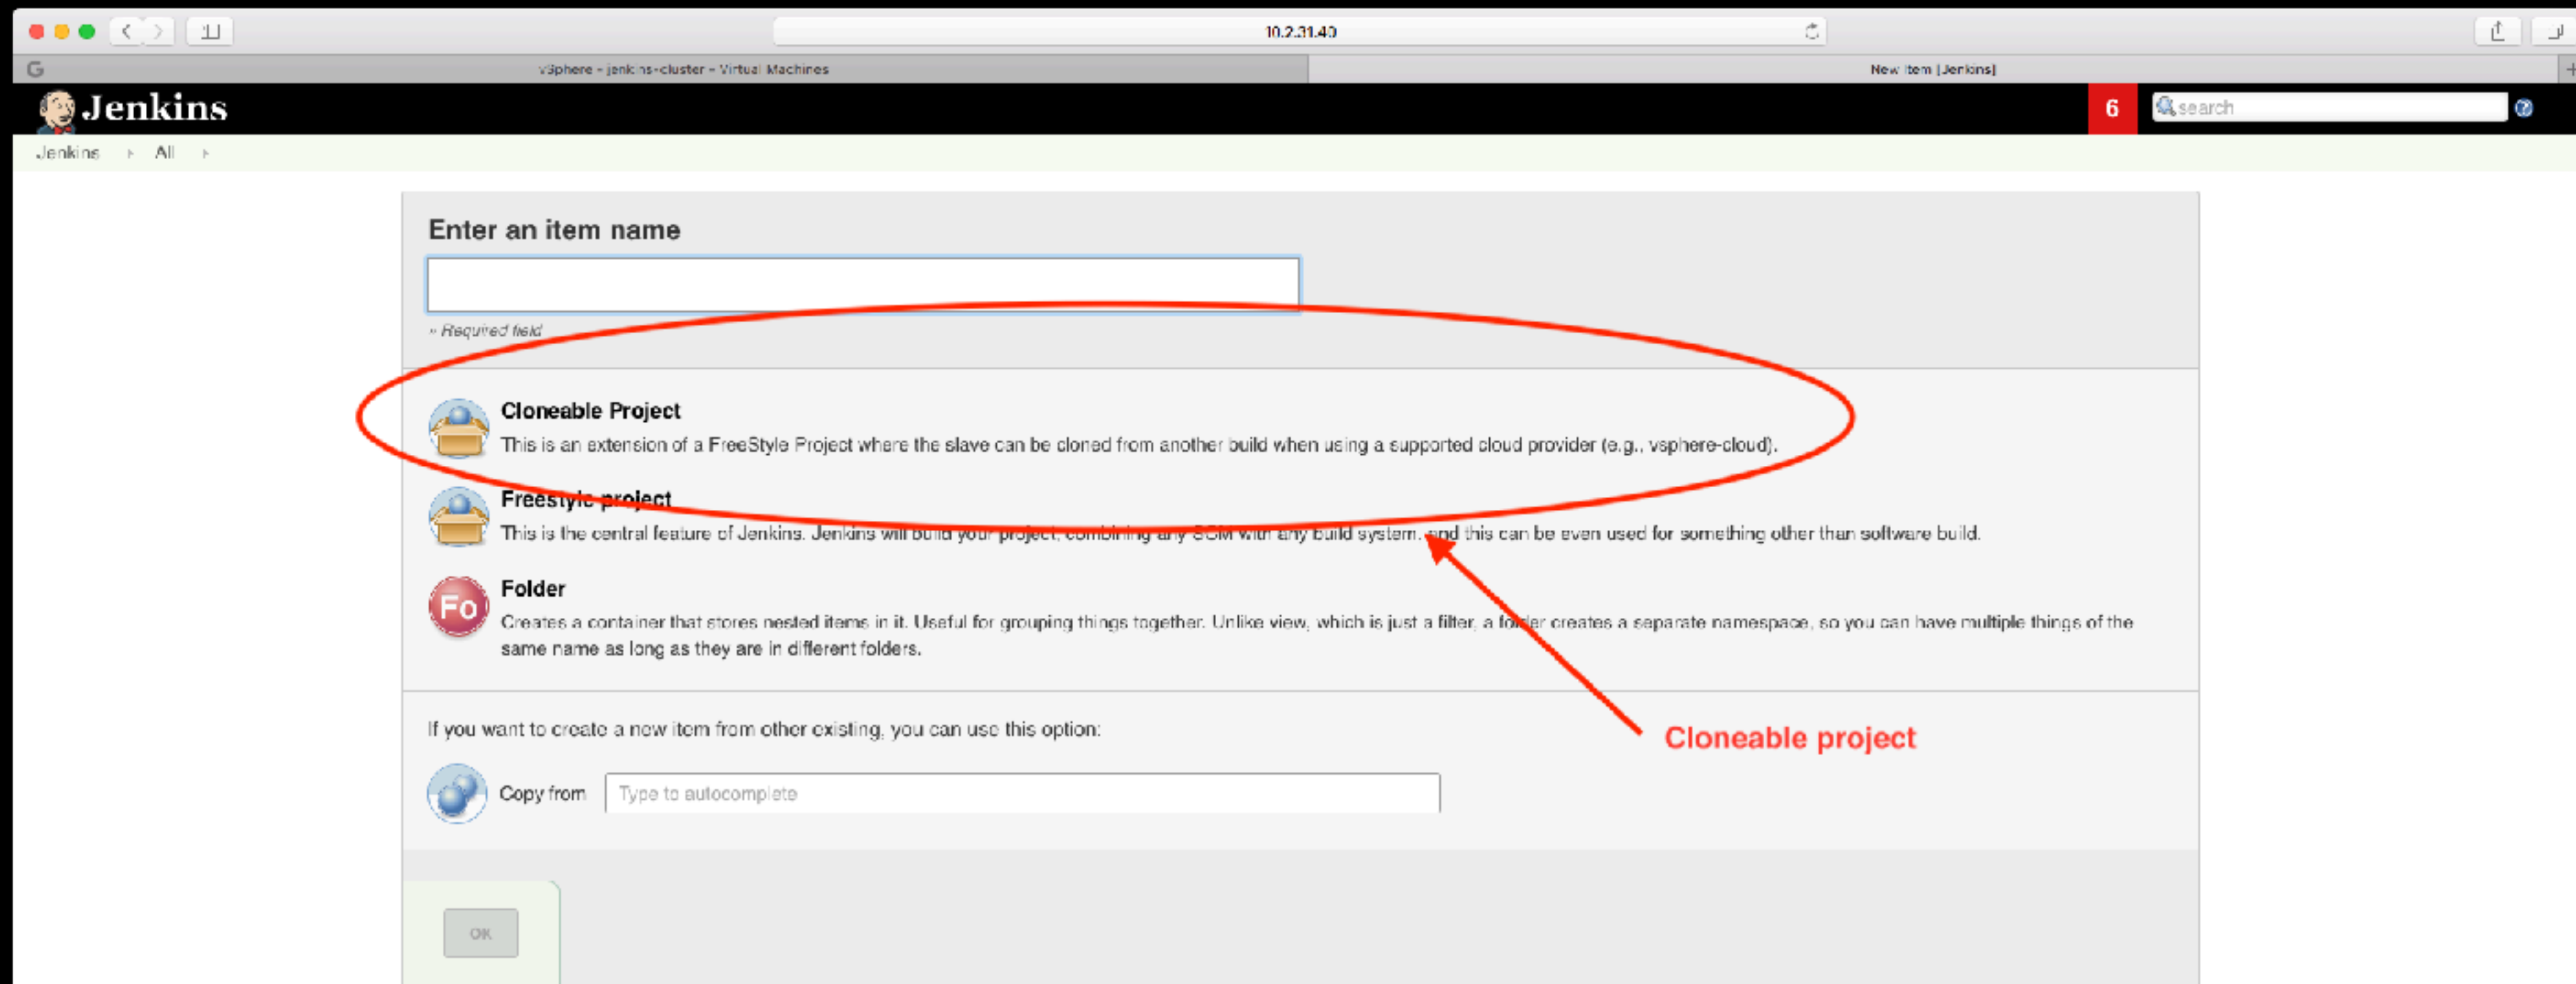 10.2.31.40
vSphere - jenkins-cluster - Virtual Machines
New Item [Jenkins]
Jenkins
6
search
Jenkins
All
Enter an item name
» Required field
Cloneable Project
This is an extension of a FreeStyle Project where the slave can be cloned from another build when using a supported cloud provider (e.g., vsphere-cloud).
Freestyle project
This is the central feature of Jenkins. Jenkins will build your project, combining any SCM with any build system, and this can be even used for something other than software build.
Fo
Folder
Creates a container that stores nested items in it. Useful for grouping things together. Unlike view, which is just a filter, a folder creates a separate namespace, so you can have multiple things of the
same name as long as they are in different folders.
If you want to create a new item from other existing, you can use this option:
Cloneable project
Copy from
Type to autocomplete
OK